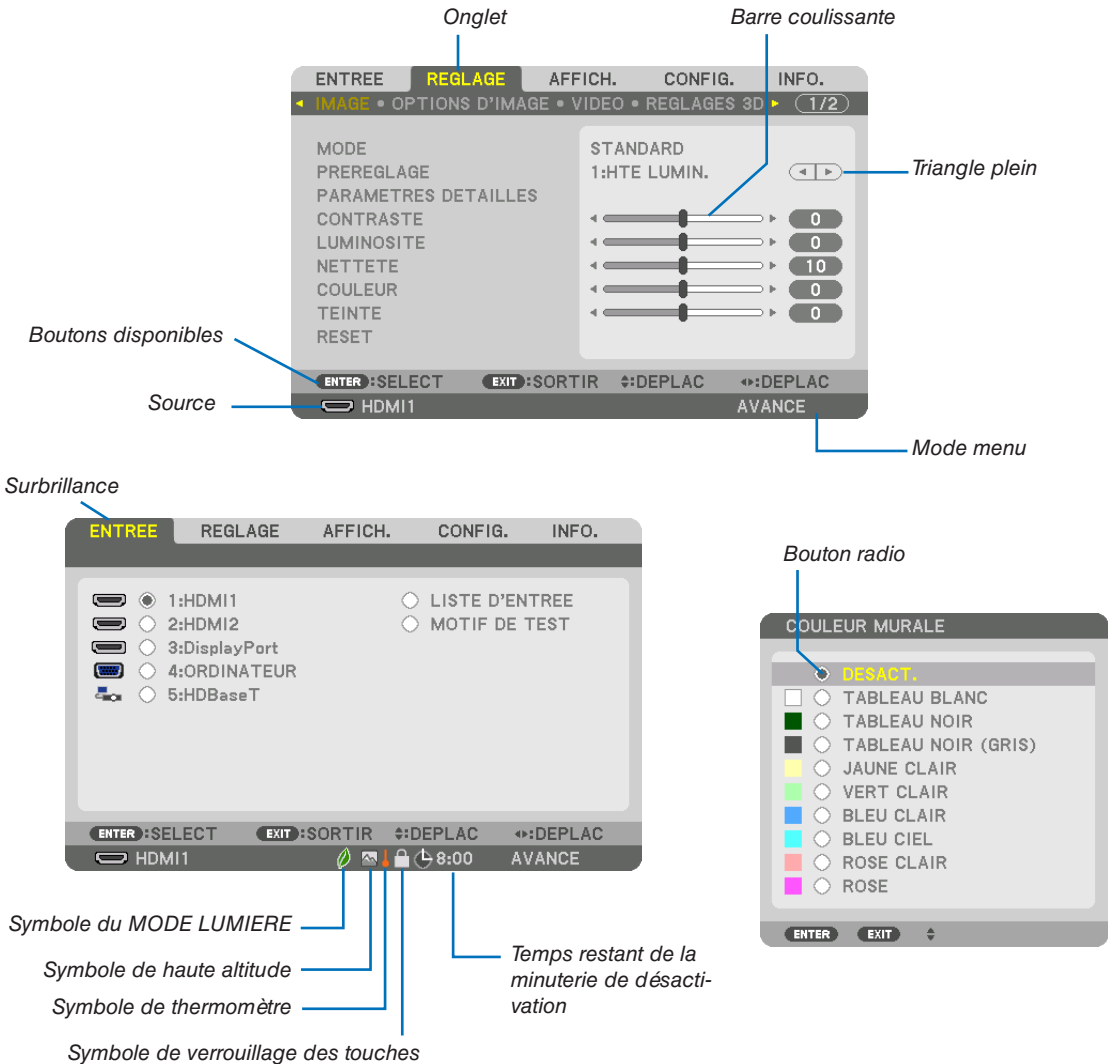 Onglet
Barre coulissante
ENTREE REGLAGE AFFICH. CONFIG. INFO.
IMAGE • OPTIONS D'IMAGE • VIDEO • REGLAGES 3D 1/2
MODE STANDARD
PREREGLAGE 1:HTE LUMIN.
Triangle plein
PARAMETRES DETAILLES
CONTRASTE 0
LUMINOSITE 0
NETTETE 10
COULEUR 0
TEINTE 0
RESET
Boutons disponibles
ENTER :SELECT EXIT :SORTIR :DEPLAC :DEPLAC
Source
HDMI1 AVANCE
Mode menu
Surbrillance
ENTREE REGLAGE AFFICH. CONFIG. INFO.
1:HDMI1 LISTE D'ENTREE
2:HDMI2 MOTIF DE TEST
3:DisplayPort
4:ORDINATEUR
5:HDBaseT
ENTER :SELECT EXIT :SORTIR :DEPLAC :DEPLAC
HDMI1 8:00 AVANCE
Bouton radio
COULEUR MURALE
DESACT.
TABLEAU BLANC
TABLEAU NOIR
TABLEAU NOIR (GRIS)
JAUNE CLAIR
VERT CLAIR
BLEU CLAIR
BLEU CIEL
ROSE CLAIR
ROSE
ENTER EXIT
Symbole du MODE LUMIERE
Symbole de haute altitude
Symbole de thermomètre
Symbole de verrouillage des touches
Temps restant de la
minuterie de désacti-
vation